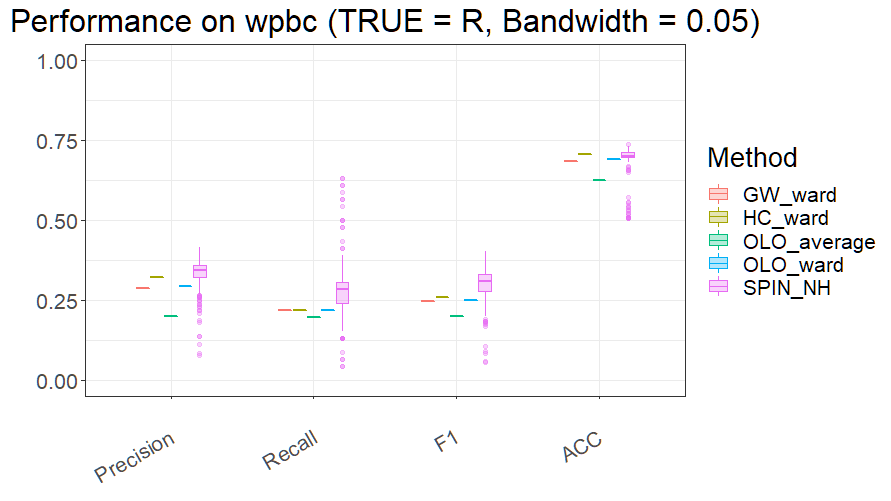 Performance on wpbc (TRUE = R, Bandwidth = 0.05)
1.00
0.75
0.50
0.25
0.00
Precision
Recall
F1
ACC
Method
GW_ward
HC_ward
OLO_average
OLO_ward
SPIN_NH